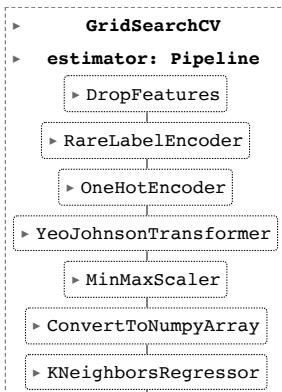 GridSearchCV
estimator: Pipeline
DropFeatures
RareLabelEncoder
OneHotEncoder
YeoJohnsonTransformer
MinMaxScaler
ConvertToNumpyArray
KNeighborsRegressor